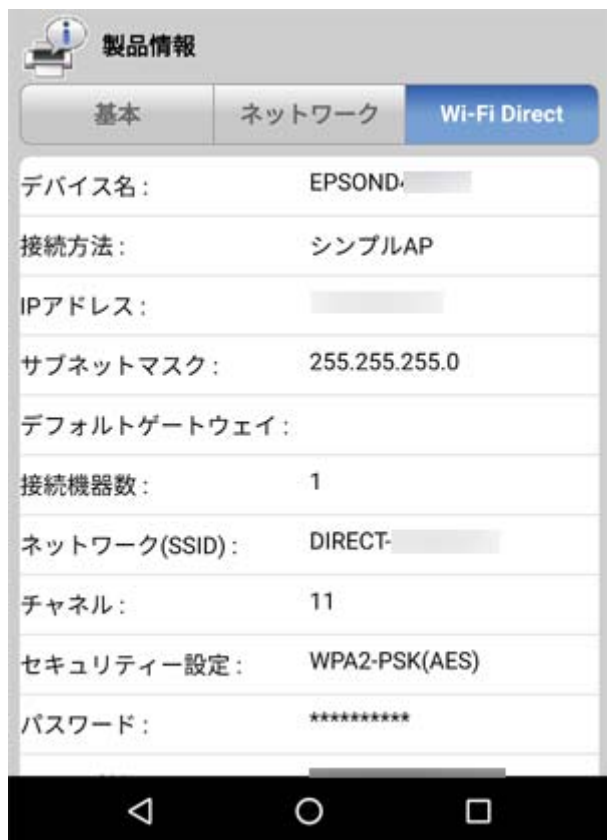 製品情報
基本 ネットワーク Wi-Fi Direct
デバイス名 : EPSOND
接続方法 : シンプルAP
IPアドレス :
サブネットマスク : 255.255.255.0
デフォルトゲートウェイ :
接続機器数 : 1
ネットワーク(SSID) : DIRECT-
チャネル : 11
セキュリティー設定 : WPA2-PSK(AES)
パスワード : **********